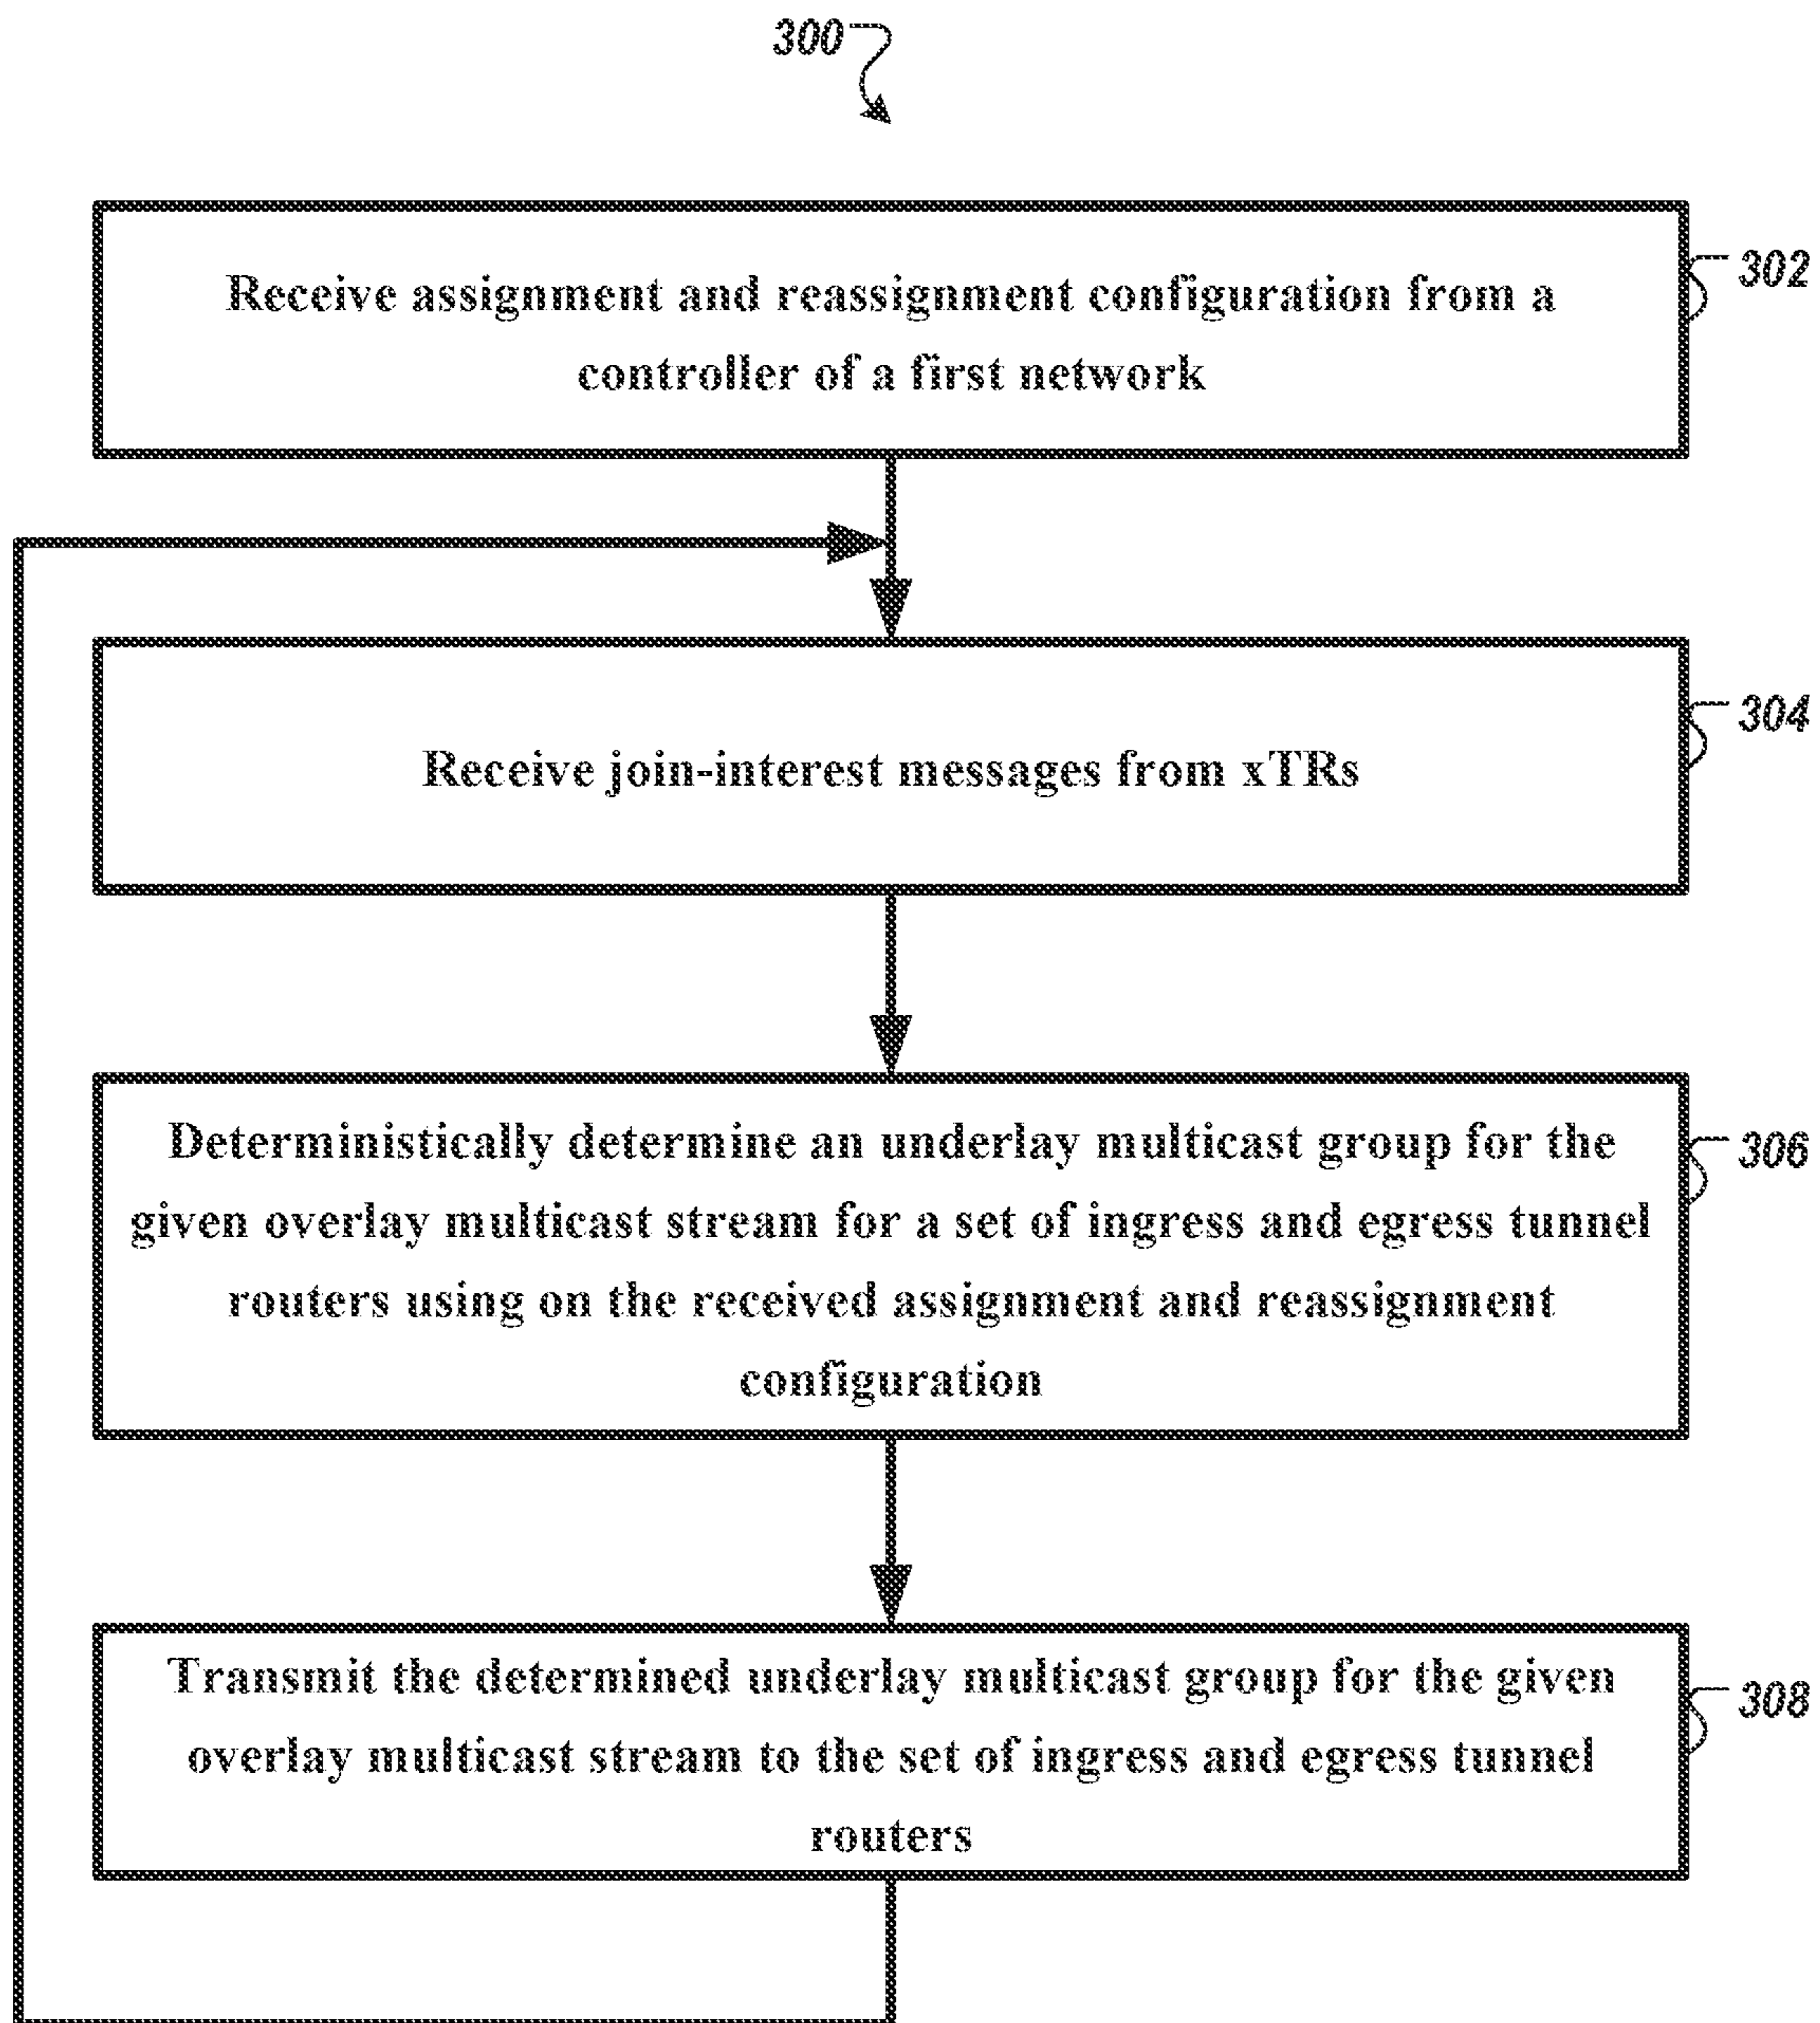 300
Receive assignment and reassignment configuration from a
controller of a first network
302
Receive join-interest messages from xTRs
304
Deterministically determine an underlay multicast group for the
given overlay multicast stream for a set of ingress and egress tunnel
routers using on the received assignment and reassignment
configuration
306
Transmit the determined underlay multicast group for the given
overlay multicast stream to the set of ingress and egress tunnel
routers
308